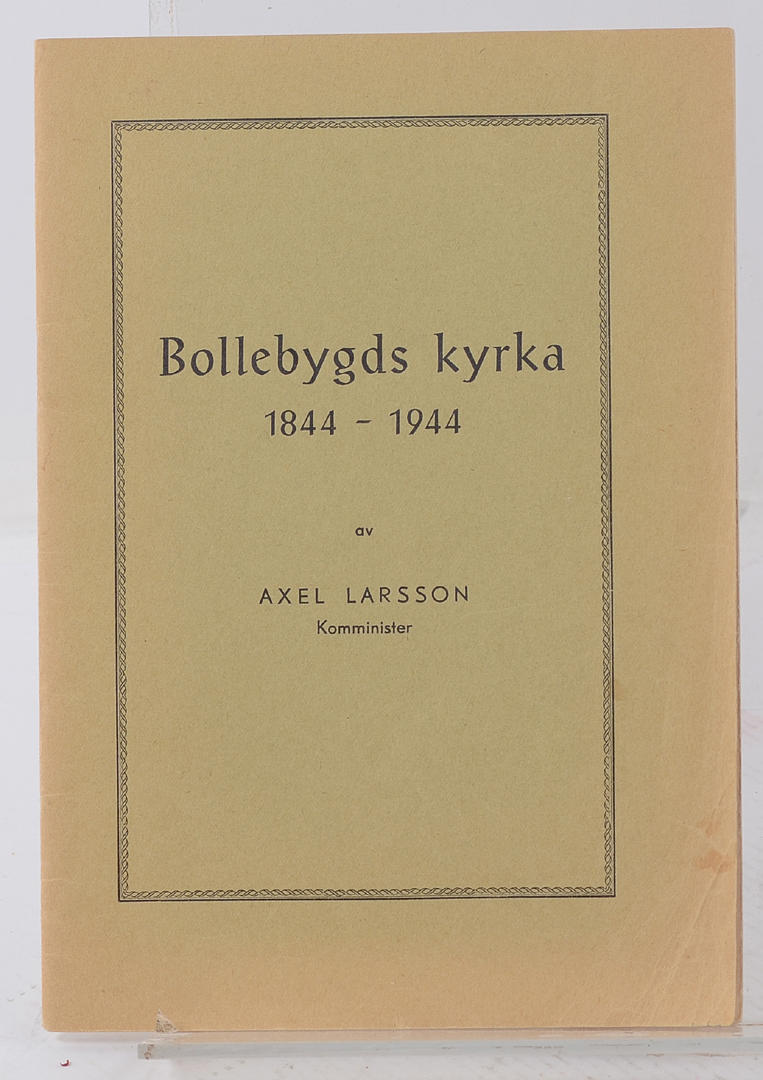 Bollebygds kyrka
1844 - 1944
av
AXEL LARSSON
Komminister